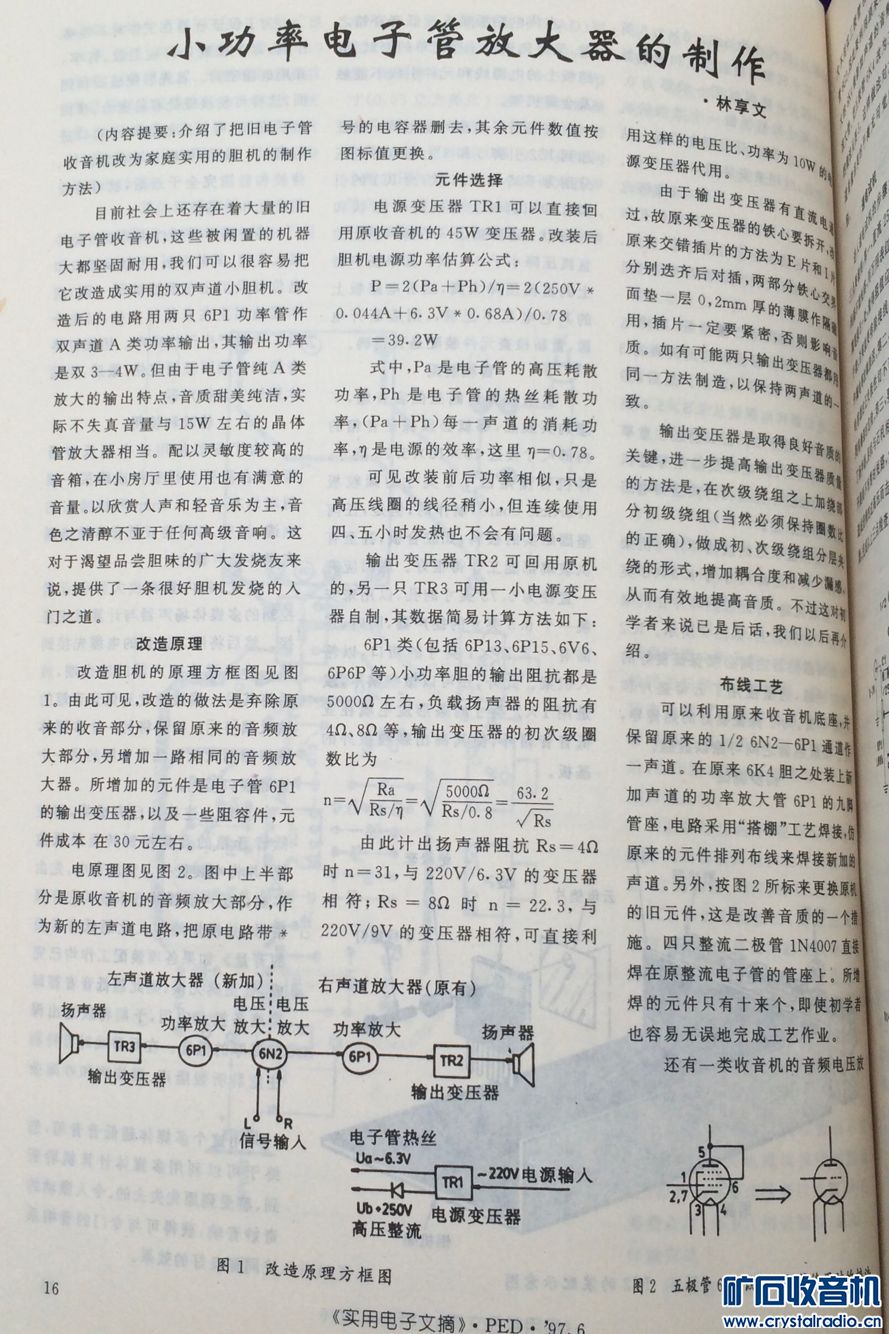 小功率电子管放大器的制作
·林享文
(内容提要:介绍了把旧电子管
收音机改为家庭实用的胆机的制作
方法)
目前社会上还存在着大量的旧
电子管收音机,这些被闲置的机器
大都坚固耐用,我们可以很容易把
它改造成实用的双声道小胆机。改
造后的电路用两只6P1功率管作
双声道A类功率输出,其输出功率
是双3—4W。但由于电子管纯A类
放大的输出特点,音质甜美纯洁,实
际不失真音量与15W左右的晶体
管放大器相当。配以灵敏度较高的
音箱,在小房厅里使用也有满意的
音量。以欣赏人声和轻音乐为主,音
色之清醇不亚于任何高级音响。这
对于渴望品尝胆味的广大发烧友来
说,提供了一条很好胆机发烧的入
门之道。
改造原理
改造胆机的原理方框图见图
1。由此可见,改造的做法是弃除原
来的收音部分,保留原来的音频放
大部分,另增加一路相同的音频放
大器。所增加的元件是电子管6P1
的输出变压器,以及一些阻容件,元
件成本在30元左右。
电原理图见图2。图中上半部
分是原收音机的音频放大部分,作
为新的左声道电路,把原电路带*
号的电容器删去,其余元件数值按
图标值更换。
元件选择
电源变压器TR1可以直接回
用原收音机的45W变压器。改装后
胆机电源功率估算公式:
P=2(Pa+Ph)/η=2(250V*
0.044A+6.3V*0.68A)/0.78
=39.2W
式中,Pa是电子管的高压耗散
功率,Ph是电子管的热丝耗散功
率,(Pa+Ph)每一声道的消耗功
率,η是电源的效率,这里η=0.78。
可见改装前后功率相似,只是
高压线圈的线径稍小,但连续使用
四、五小时发热也不会有问题。
输出变压器TR2可回用原机
的,另一只TR3可用一小电源变压
器自制,其数据简易计算方法如下:
6P1类(包括6P13、6P15、6V6、
6P6P等)小功率胆的输出阻抗都是
5000Ω左右,负载扬声器的阻抗有
4Ω、8Ω等,输出变压器的初次级圈
数比为
n=√(Ra/(Rs/η))=√(5000Ω/(Rs/0.8))=63.2/√Rs
由此计出扬声器阻抗Rs=4Ω
时n=31,与220V/6.3V的变压器
相符;Rs=8Ω时n=22.3,与
220V/9V的变压器相符,可直接利
用这样的电压比、功率为10W的电
源变压器代用。
由于输出变压器有直流电通
过,故原来变压器的铁心要拆开,
原来交错插片的方法为E片和I片
分别迭齐后对插,两部分铁心交
面垫一层0,2mm厚的薄膜作隔
用,插片一定要紧密,否则影响音
质。如有可能两只输出变压器都用
同一方法制造,以保持两声道的一
致。
输出变压器是取得良好音质的
关键,进一步提高输出变压器质量
的方法是,在次级绕组之上加绕部
分初级绕组(当然必须保持圈数比
的正确),做成初、次级绕组分层夹
绕的形式,增加耦合度和减少漏感,
从而有效地提高音质。不过这对初
学者来说已是后话,我们以后再介
绍。
布线工艺
可以利用原来收音机底座,并
保留原来的1/2 6N2—6P1通道作
一声道。在原来6K4胆之处装上新
加声道的功率放大管6P1的九脚
管座,电路采用“搭棚”工艺焊接,仿
原来的元件排列布线来焊接新加的
声道。另外,按图2所标来更换原机
的旧元件,这是改善音质的一个措
施。四只整流二极管1N4007直接
焊在原整流电子管的管座上。所增
焊的元件只有十来个,即使初学者
也容易无误地完成工艺作业。
还有一类收音机的音频电压放
左声道放大器(新加)
右声道放大器(原有)
扬声器
功率放大
电压放大
电压放大
功率放大
扬声器
TR3
6P1
6N2
6P1
TR2
输出变压器
输出变压器
L
R
信号输入
电子管热丝
Ua~6.3V
TR1
~220V电源输入
Ub+250V
高压整流
电源变压器
5
1
2,7
6
3
4
图1 改造原理方框图
图2 五极管6
16
《实用电子文摘》·PED·'97.6
矿石收音机
www.crystalradio.cn